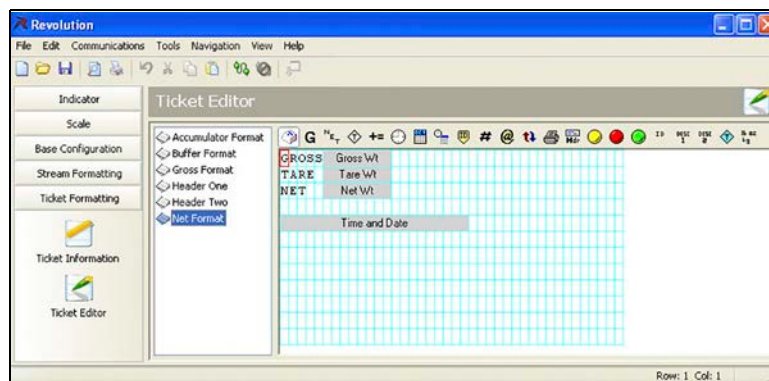 Revolution
File Edit Communications Tools Navigation View Help
Indicator
Scale
Base Configuration
Stream Formatting
Ticket Formatting
Ticket Information
Ticket Editor
Ticket Editor
Accumulator Format
Buffer Format
Gross Format
Header One
Header Two
Net Format
G NET += # @
GROSS Gross Wt
TARE Tare Wt
NET Net Wt
Time and Date
Row: 1 Col: 1